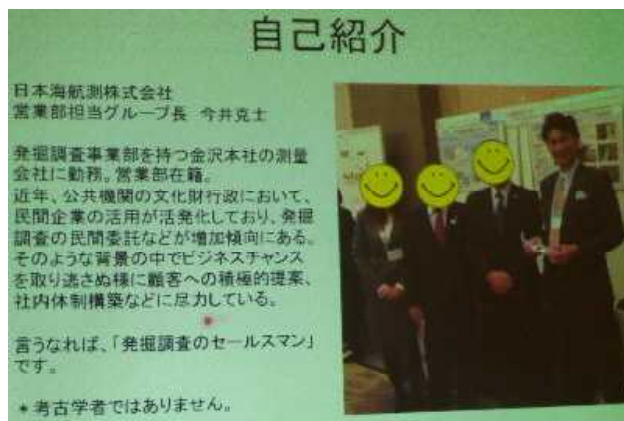 自己紹介
日本海航測株式会社
営業部担当グループ長　今井克士
発掘調査事業部を持つ金沢本社の測量
会社に勤務。営業部在籍。
近年、公共機関の文化財行政において、
民間企業の活用が活発化しており、発掘
調査の民間委託などが増加傾向にある。
そのような背景の中でビジネスチャンス
を取り逃さぬ様に顧客への積極的提案、
社内体制構築などに尽力している。
言うなれば、「発掘調査のセールスマン」
です。
＊考古学者ではありません。